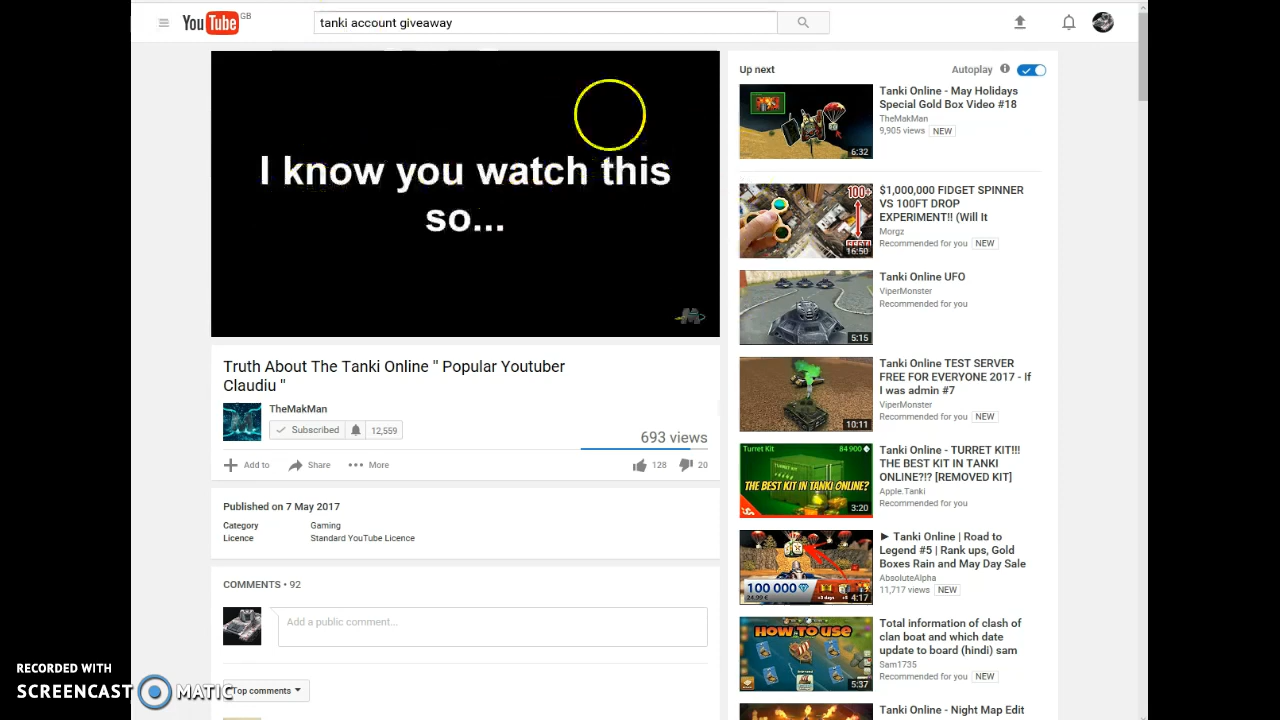 YouTube GB
tanki account giveaway
I know you watch this
so...
Truth About The Tanki Online " Popular Youtuber
Claudiu "
TheMakMan
Subscribed 12,559
693 views
Add to Share More 128 20
Published on 7 May 2017
Category Gaming
Licence Standard YouTube Licence
COMMENTS • 92
Add a public comment...
Top comments
Up next Autoplay
Tanki Online - May Holidays
Special Gold Box Video #18
TheMakMan
9,905 views NEW
6:32
$1,000,000 FIDGET SPINNER
VS 100FT DROP
EXPERIMENT!! (Will It
Morgz
Recommended for you NEW
100+
16:50
Tanki Online UFO
ViperMonster
Recommended for you
5:15
Tanki Online TEST SERVER
FREE FOR EVERYONE 2017 - If
I was admin #7
ViperMonster
Recommended for you NEW
10:11
Tanki Online - TURRET KIT!!!
THE BEST KIT IN TANKI
ONLINE?!? [REMOVED KIT]
Apple.Tanki
Recommended for you
Turret Kit 84 900
THE BEST KIT IN TANKI ONLINE?
3:20
► Tanki Online | Road to
Legend #5 | Rank ups, Gold
Boxes Rain and May Day Sale
AbsoluteAlpha
11,717 views NEW
100 000
4:17
Total information of clash of
clan boat and which date
update to board (hindi) sam
Sam1735
Recommended for you NEW
HOW TO USE
5:37
Tanki Online - Night Map Edit
RECORDED WITH
SCREENCAST MATIC